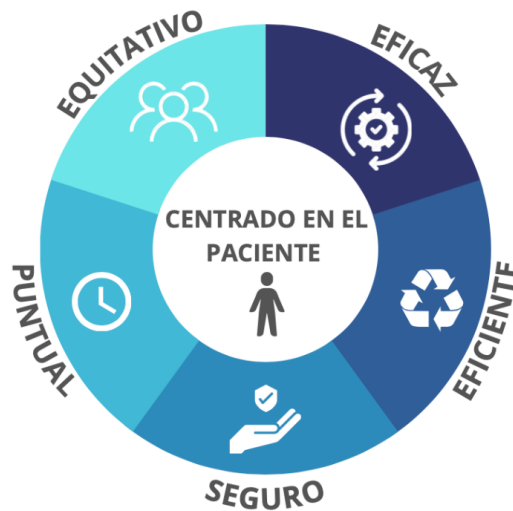 EQUITATIVO
EFICAZ
CENTRADO EN EL
PACIENTE
PUNTUAL
EFICIENTE
SEGURO